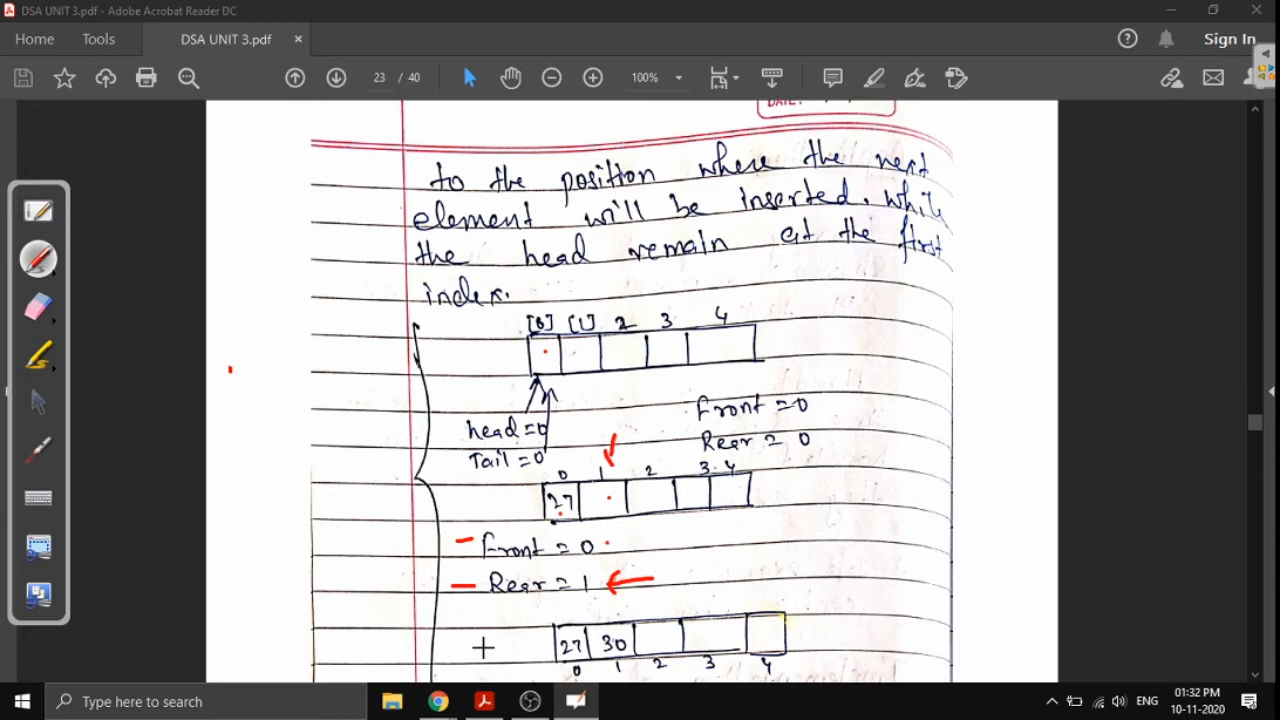 DSA UNIT 3.pdf - Adobe Acrobat Reader DC
Home Tools DSA UNIT 3.pdf × Sign In
23 / 40 100%
DATE:
to the position where the next
element will be inserted. while
the head remain at the first
index.
[0] [1] 2 3 4
head=0
Tail=0
Front =0
Rear = 0
0 1 2 3 4
27
Front = 0
Rear = 1
27 30
0 1 2 3 4
Type here to search
ENG
01:32 PM
10-11-2020